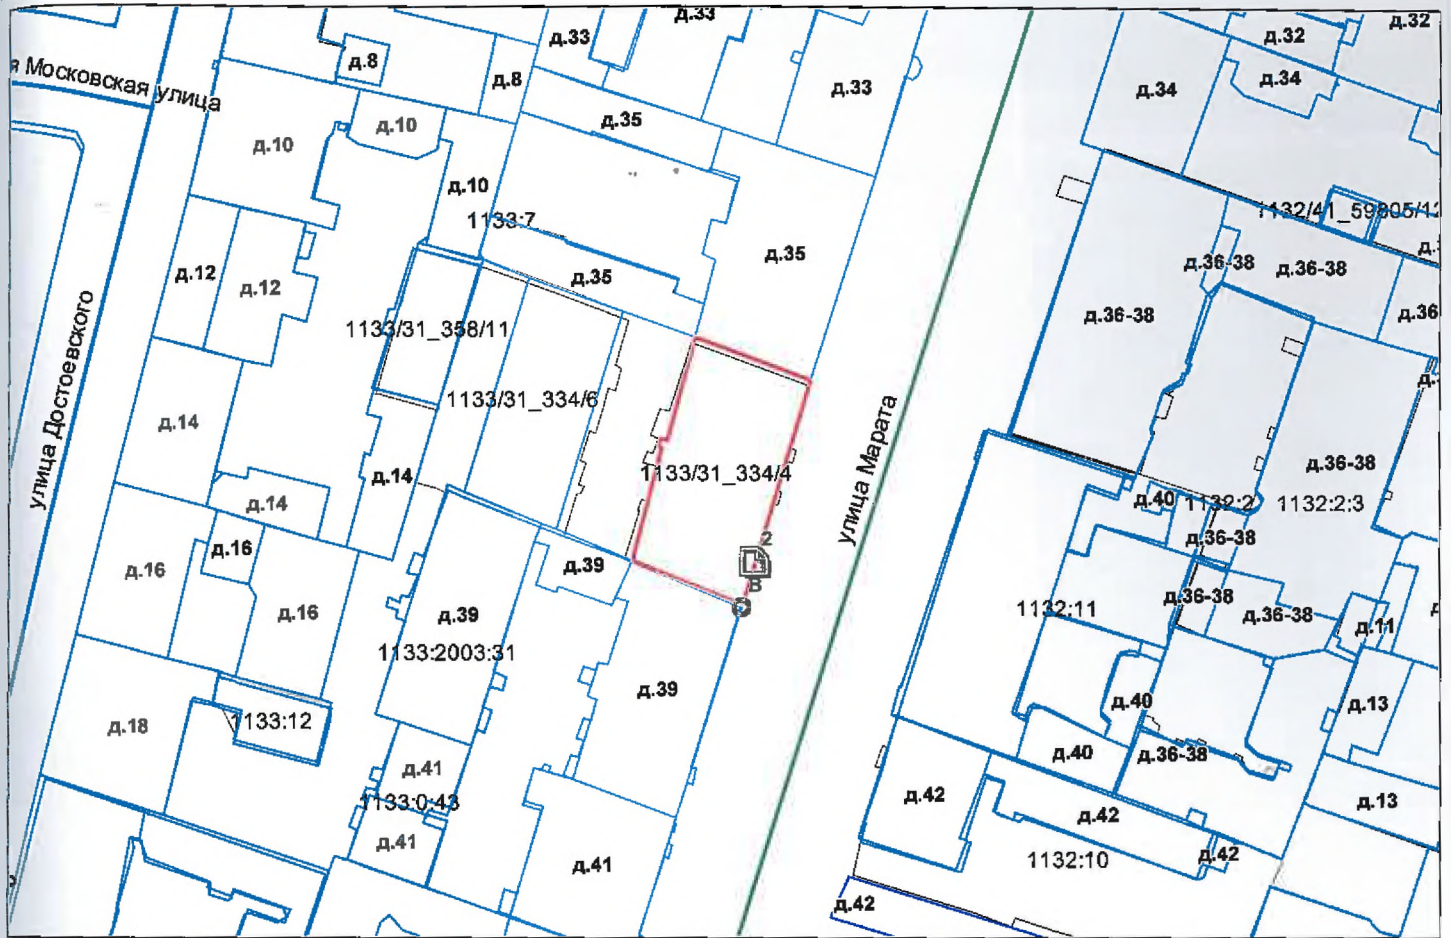 д.33
д.33
д.32
д.32
д.8
д.8
д.33
д.34
д.34
я Московская улица
д.10
д.10
д.35
д.10
1133:7
1132/41_59805/12
д.12
д.12
д.35
д.35
д.36-38
д.36-38
д.36-38
д.36
1133/31_358/11
улица Достоевского
1133/31_334/6
улица Марата
д.14
д.14
д.14
1133/31_334/4
д.36-38
д.40
1132:2
1132:2:3
д.36-38
2
В
д.16
д.16
д.16
д.39
д.39
1132:11
д.36-38
д.36-38
д.11
1133:2003:31
д.39
д.40
д.13
д.18
1133:12
д.41
д.40
д.36-38
1133:0:43
д.41
д.42
д.42
д.13
д.41
1132:10
д.42
д.42